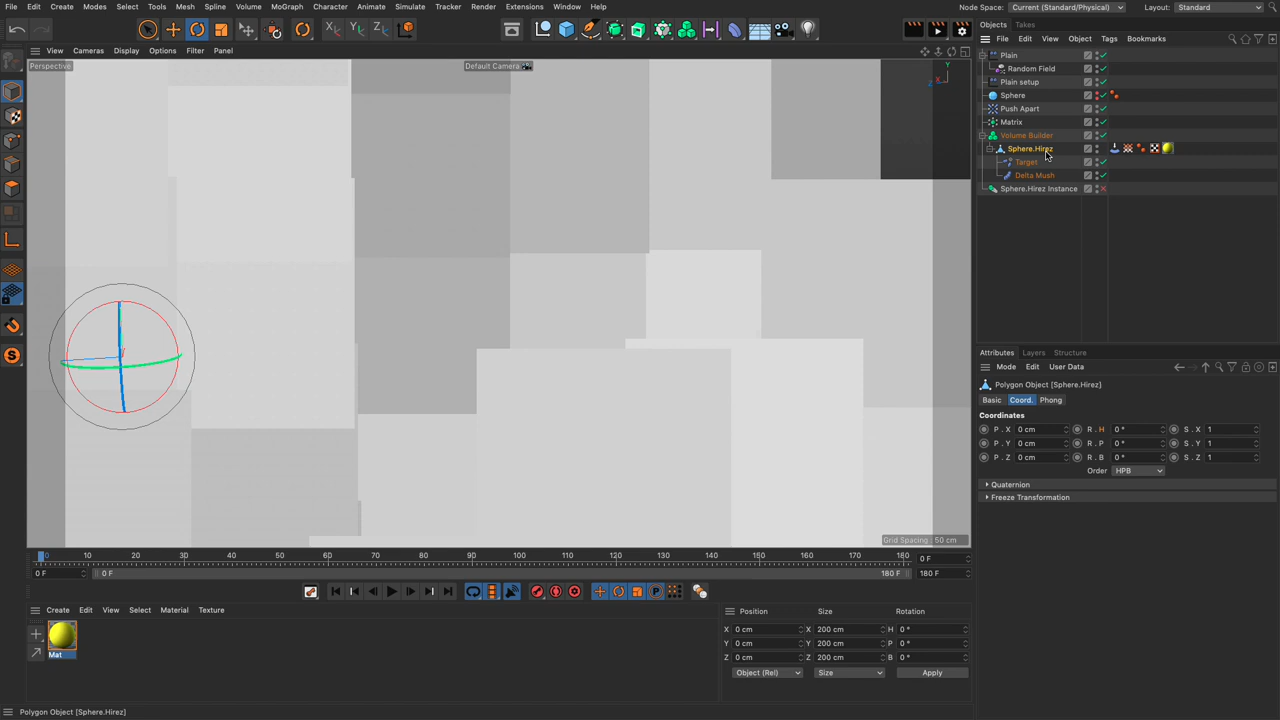 File Edit Create Modes Select Tools Mesh Spline Volume MoGraph Character Animate Simulate Tracker Render Extensions Window Help Node Space: Current (Standard/Physical) Layout: Standard
Objects Takes
File Edit View Object Tags Bookmarks
View Cameras Display Options Filter Panel
Perspective Default Camera
Y X Z
Plain
Random Field
Plain setup
Sphere
Push Apart
Matrix
Volume Builder
Sphere.Hirez
Target
Delta Mush
Sphere.Hirez Instance
Grid Spacing : 50 cm
Attributes Layers Structure
Mode Edit User Data
Polygon Object [Sphere.Hirez]
Basic Coord. Phong
Coordinates
P . X 0 cm R . H 0 ° S . X 1
P . Y 0 cm R . P 0 ° S . Y 1
P . Z 0 cm R . B 0 ° S . Z 1
Order HPB
Quaternion
Freeze Transformation
0 10 20 30 40 50 60 70 80 90 100 110 120 130 140 150 160 170 180 0 F
0 F 0 F 180 F 180 F
Create Edit View Select Material Texture
Mat
Position Size Rotation
X 0 cm X 200 cm H 0 °
Y 0 cm Y 200 cm P 0 °
Z 0 cm Z 200 cm B 0 °
Object (Rel) Size Apply
Polygon Object [Sphere.Hirez]